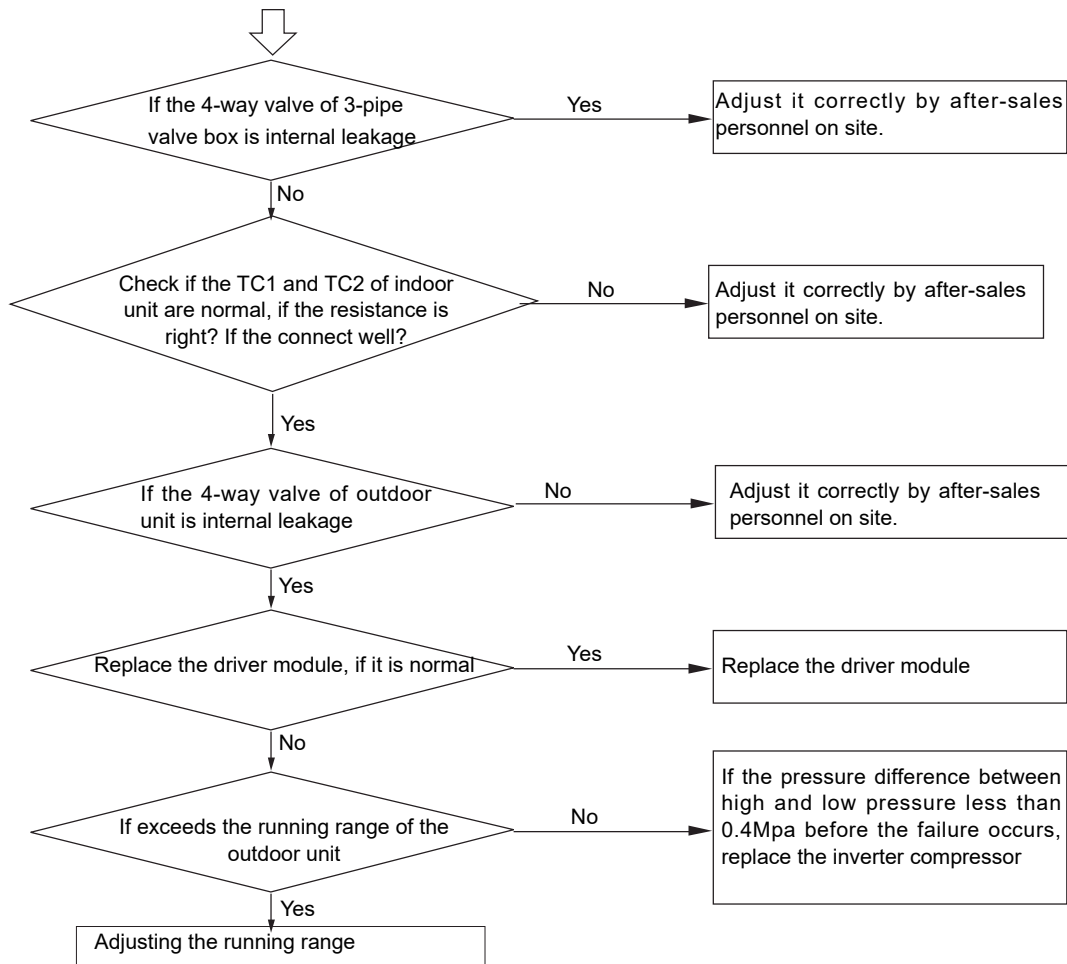 If the 4-way valve of 3-pipe
valve box is internal leakage
Yes
Adjust it correctly by after-sales
personnel on site.
No
Check if the TC1 and TC2 of indoor
unit are normal, if the resistance is
right? If the connect well?
No
Adjust it correctly by after-sales
personnel on site.
Yes
If the 4-way valve of outdoor
unit is internal leakage
No
Adjust it correctly by after-sales
personnel on site.
Yes
Replace the driver module, if it is normal
Yes
Replace the driver module
No
If exceeds the running range of the
outdoor unit
No
If the pressure difference between
high and low pressure less than
0.4Mpa before the failure occurs,
replace the inverter compressor
Yes
Adjusting the running range